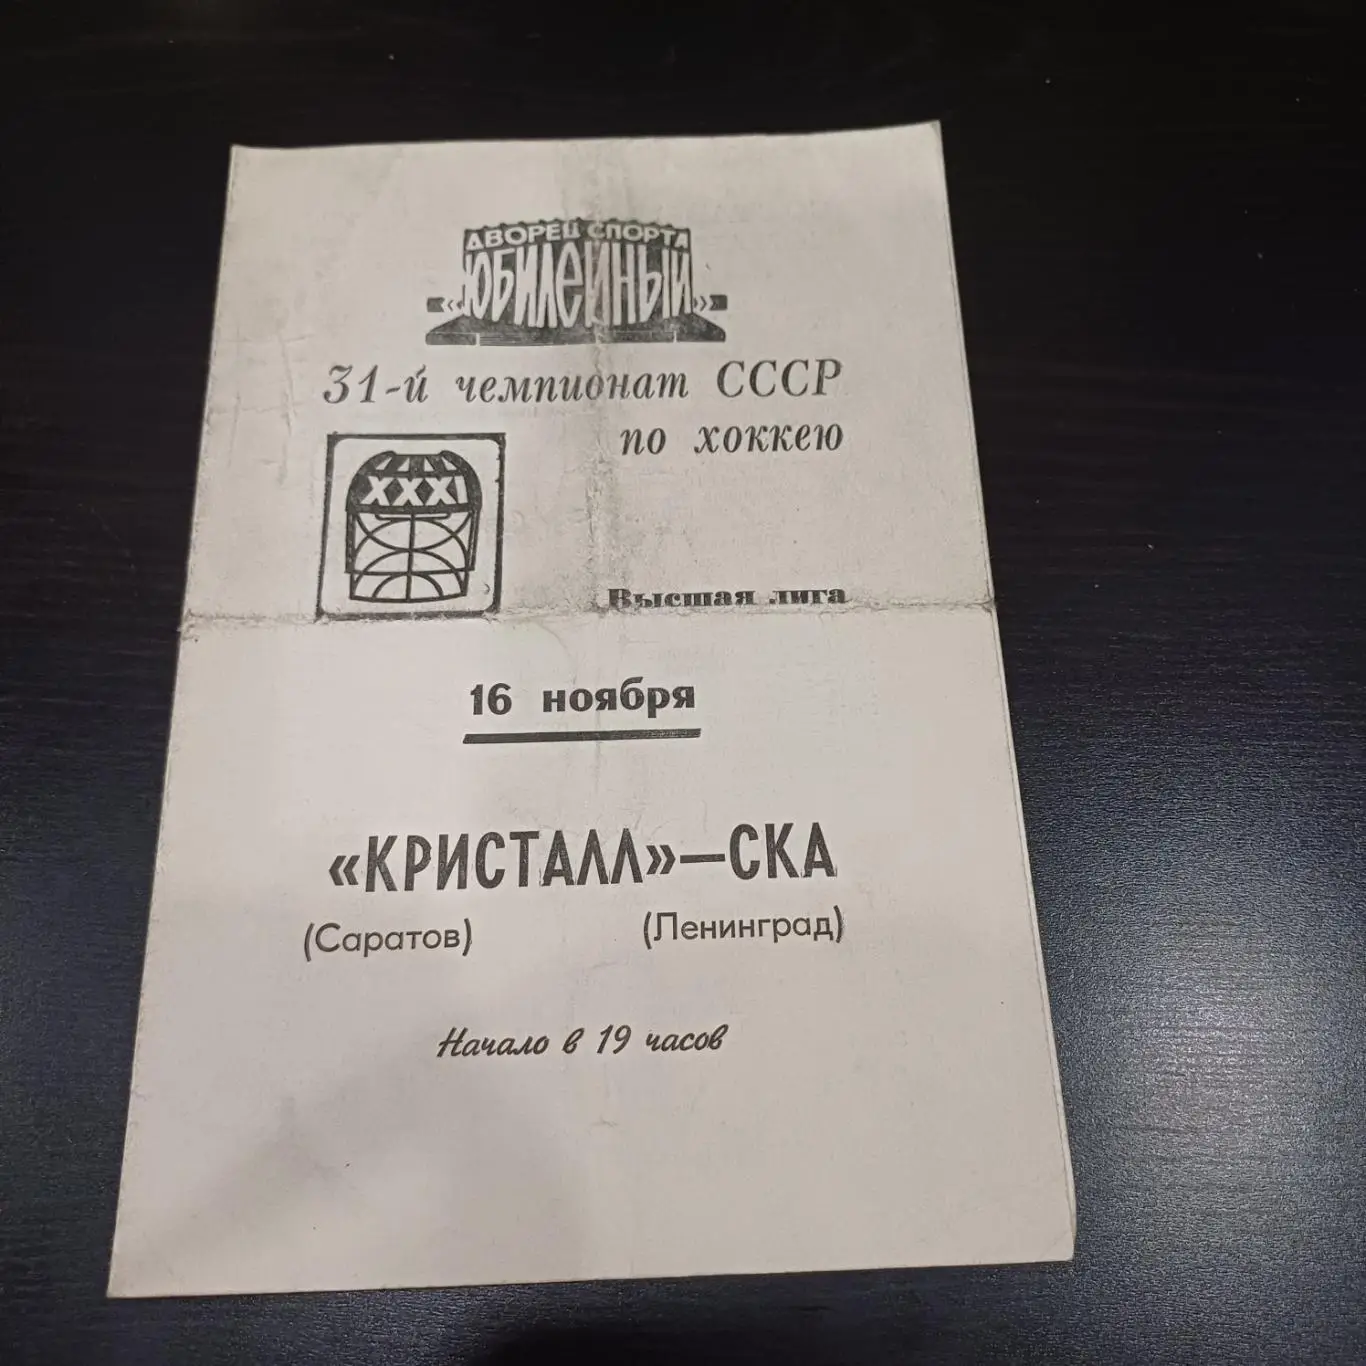 ДВОРЕЦ СПОРТА
«ЮБИЛЕЙНЫЙ»
31-й чемпионат СССР
по хоккею
XXXI
Высшая лига
16 ноября
«КРИСТАЛЛ»—СКА
(Саратов) (Ленинград)
Начало в 19 часов